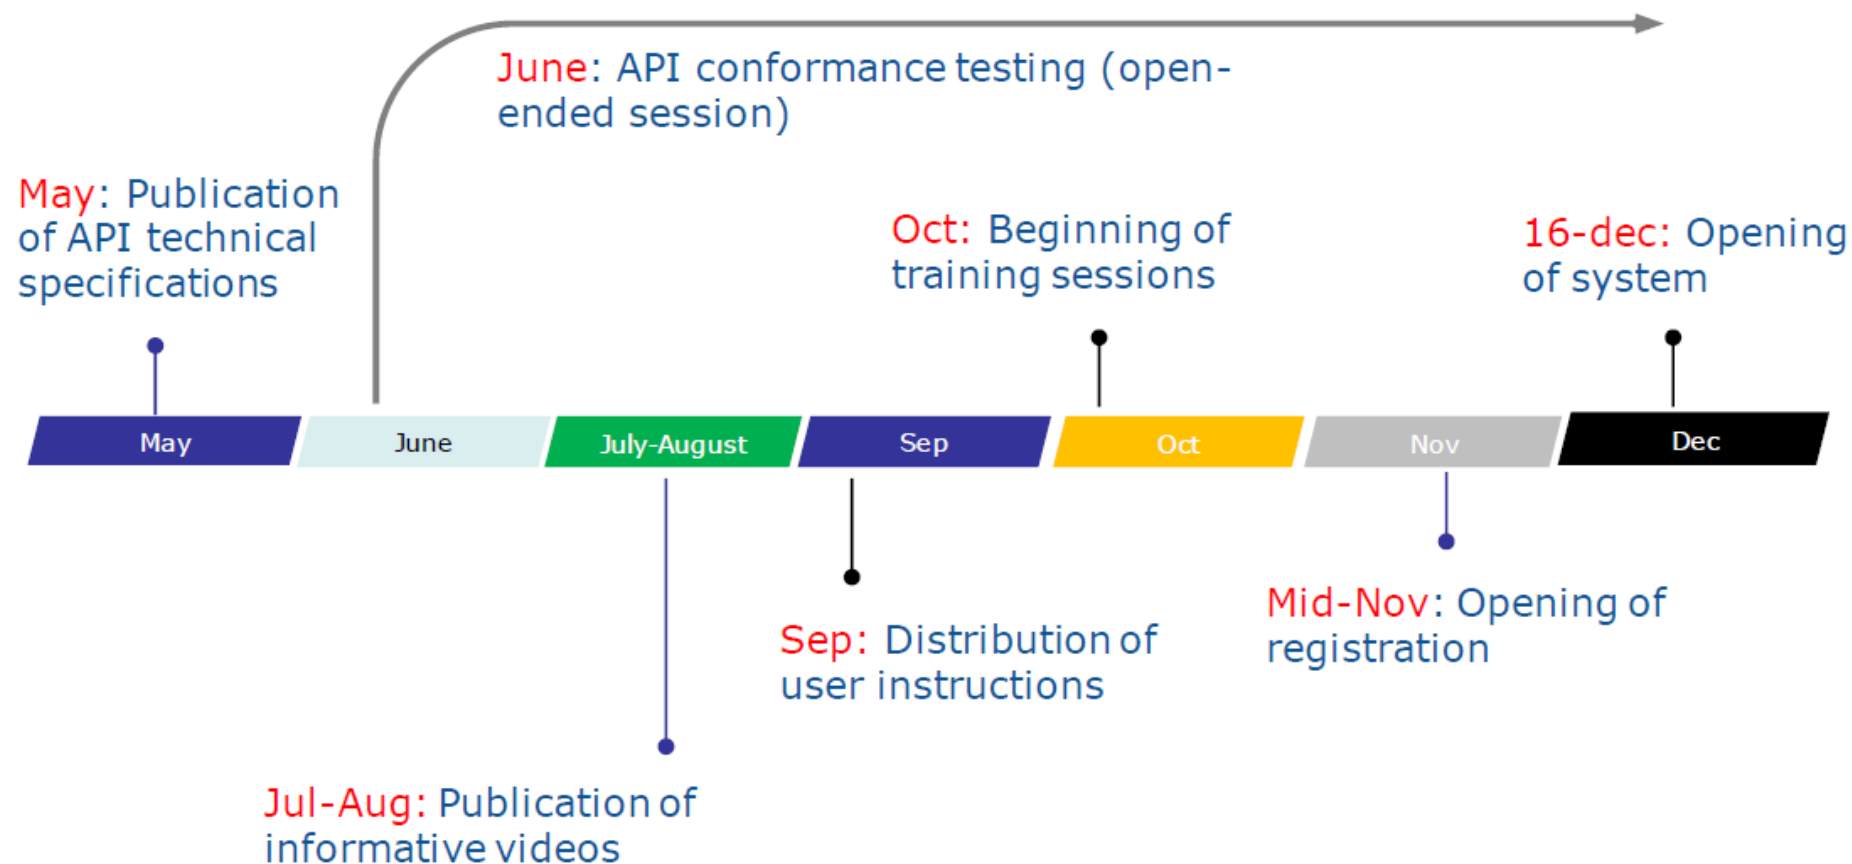 June: API conformance testing (open-
ended session)
May: Publication
of API technical
specifications
Oct: Beginning of
training sessions
16-dec: Opening
of system
May
June
July-August
Sep
Oct
Nov
Dec
Mid-Nov: Opening of
registration
Sep: Distribution of
user instructions
Jul-Aug: Publication of
informative videos